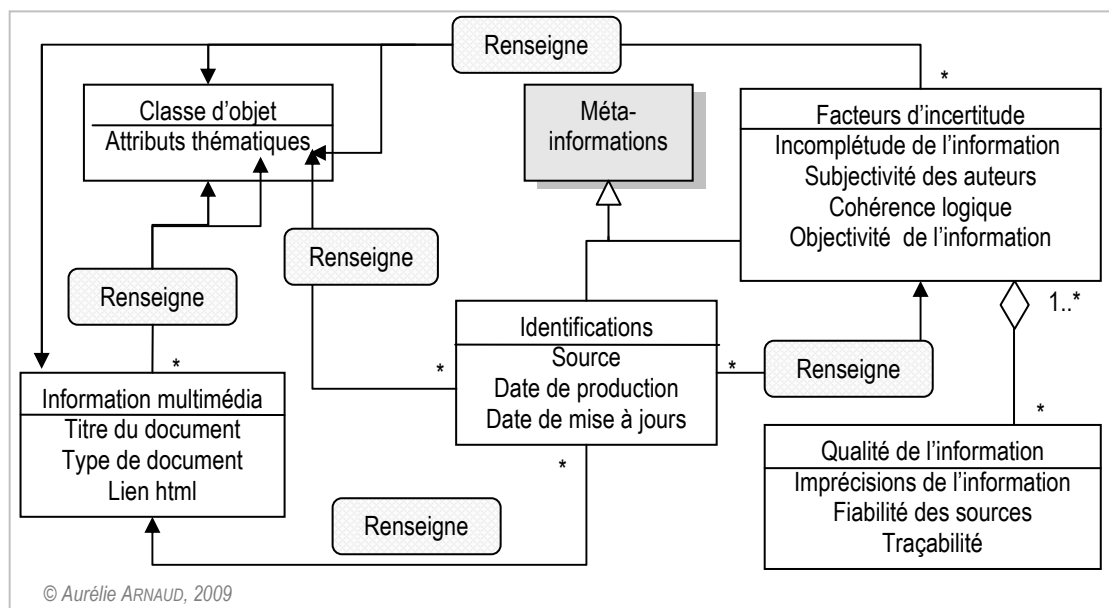 Renseigne
*
Classe d’objet
Attributs thématiques
Méta-
informations
Facteurs d’incertitude
Incomplétude de l’information
Subjectivité des auteurs
Cohérence logique
Objectivité de l’information
Renseigne
Renseigne
1..*
Identifications
Source
Date de production
Date de mise à jours
*
*
*
Renseigne
*
Information multimédia
Titre du document
Type de document
Lien html
*
Qualité de l’information
Imprécisions de l’information
Fiabilité des sources
Traçabilité
*
Renseigne
© Aurélie ARNAUD, 2009